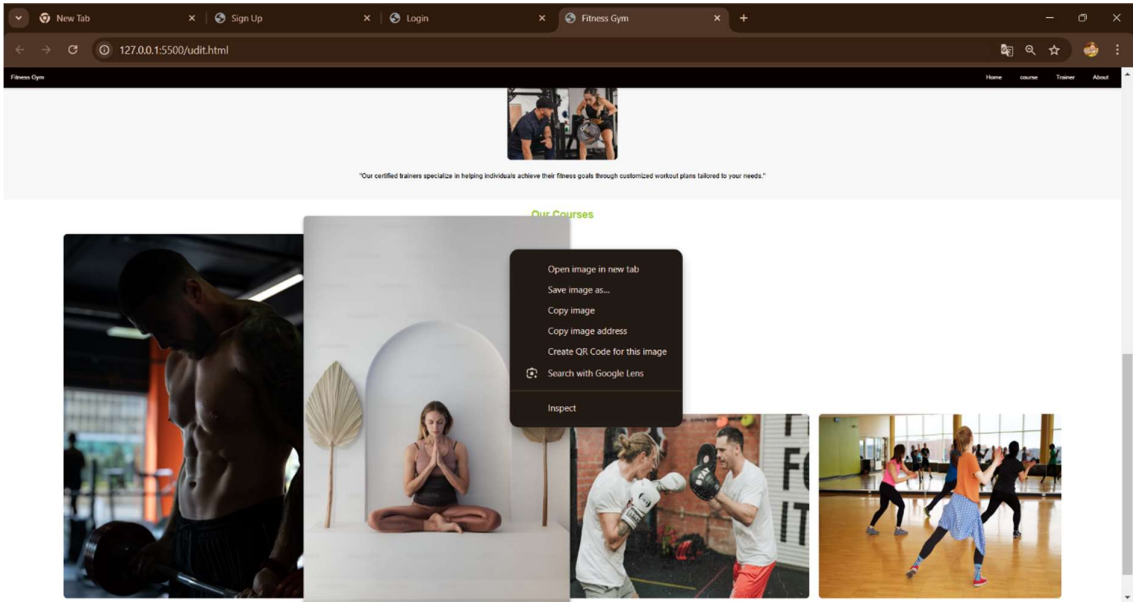 New Tab
Sign Up
Login
Fitness Gym
127.0.0.1:5500/udit.html
Fitness Gym
Home course Trainer About
"Our certified trainers specialize in helping individuals achieve their fitness goals through customized workout plans tailored to your needs."
Our Courses
Open image in new tab
Save image as...
Copy image
Copy image address
Create QR Code for this image
Search with Google Lens
Inspect